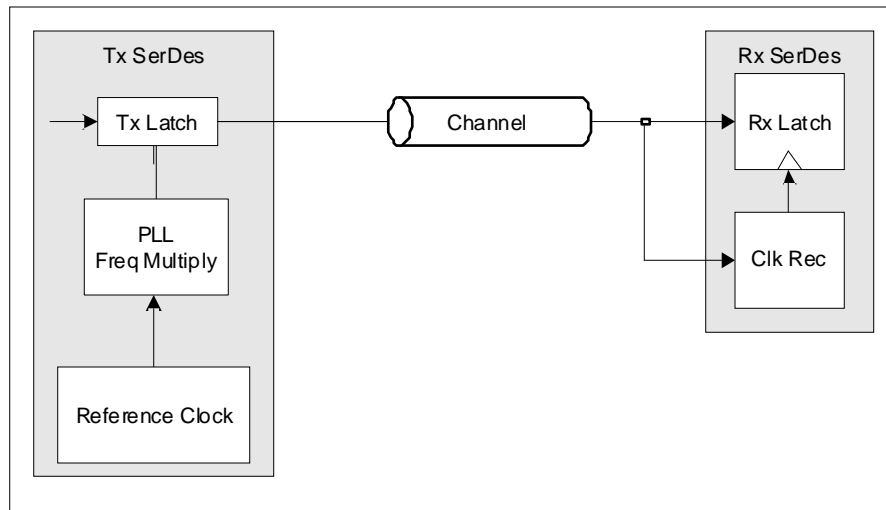 Tx SerDes
Tx Latch
PLL
Freq Multiply
Reference Clock
Channel
Rx SerDes
Rx Latch
Clk Rec